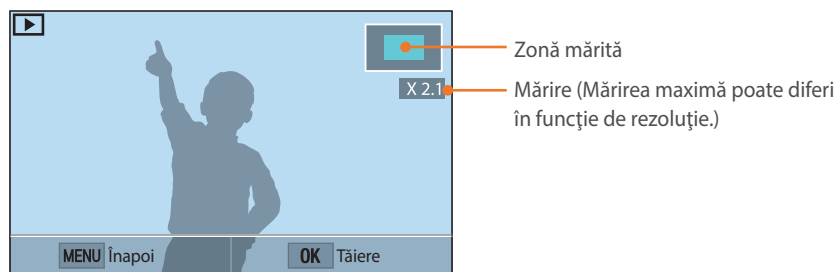 Zonă mărită
X 2.1
Mărire (Mărirea maximă poate diferi
în funcţie de rezoluţie.)
MENU Înapoi
OK Tăiere